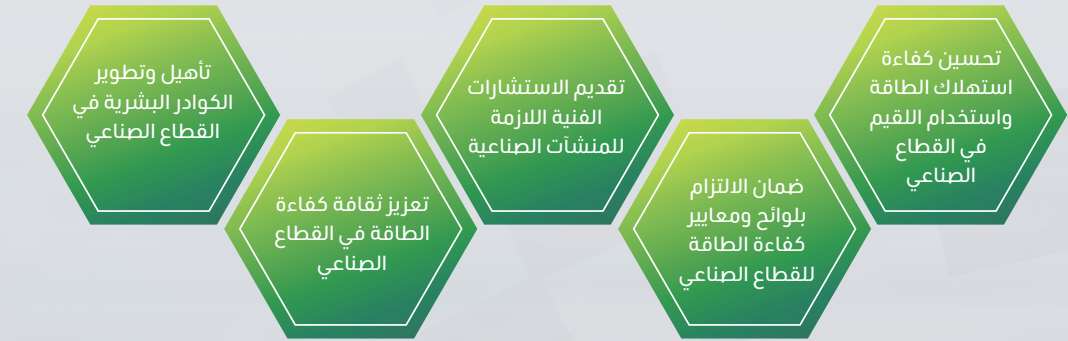 تحسين كفاءة
استهلاك الطاقة
واستخدام اللقيم
في القطاع
الصناعي
ضمان الالتزام
بلوائح ومعايير
كفاءة الطاقة
للقطاع الصناعي
تقديم الاستشارات
الفنية اللازمة
للمنشآت الصناعية
تعزيز ثقافة كفاءة
الطاقة في القطاع
الصناعي
تأهيل وتطوير
الكوادر البشرية في
القطاع الصناعي